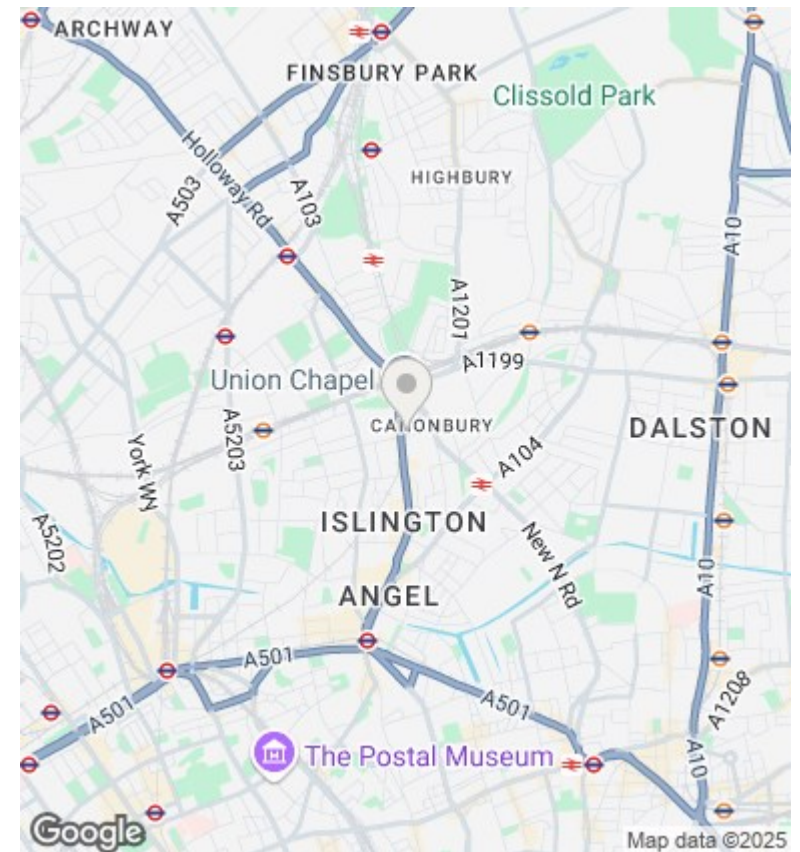 ARCHWAY
FINSBURY PARK
Clissold Park
Holloway Rd
A503
A103
HIGHBURY
A10
A1201
A1199
Union Chapel
CANONBURY
DALSTON
A5203
York WY
A104
A5202
ISLINGTON
New N Rd
ANGEL
A10
A501
A501
A501
A1208
The Postal Museum
A10
Google
Map data ©2025